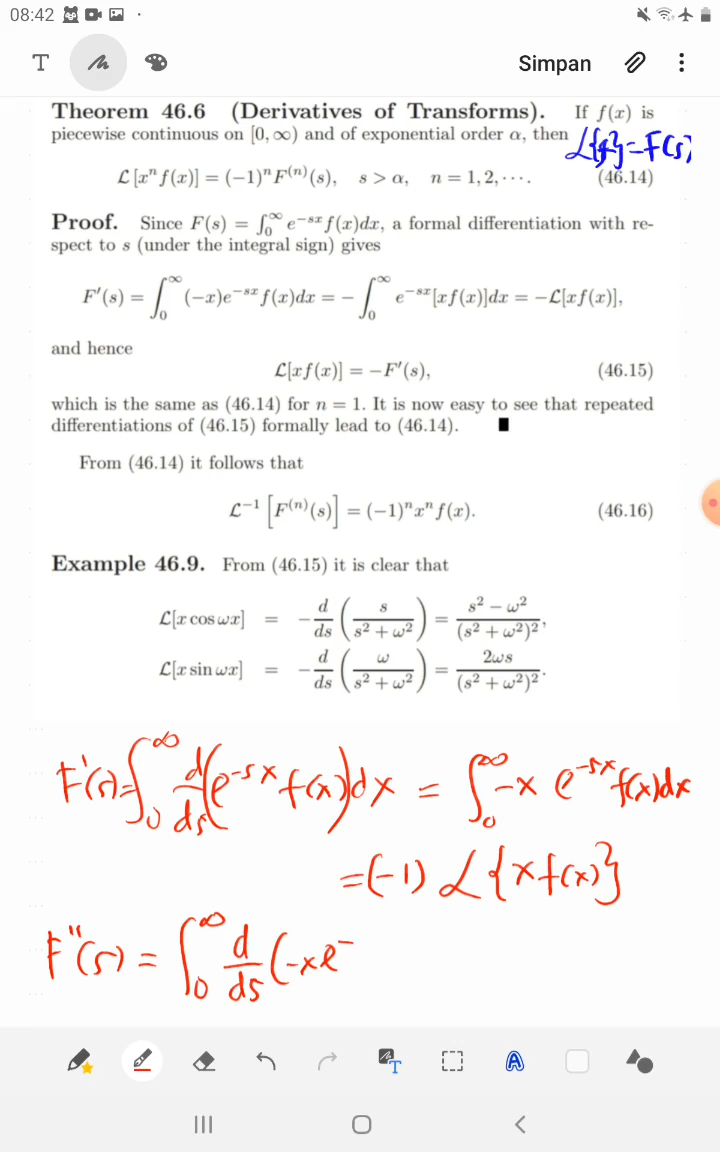 08:42
T
Simpan
Theorem 46.6 (Derivatives of Transforms). If f(x) is
piecewise continuous on [0, ∞) and of exponential order α, then
ℒ{f}=F(s)
ℒ[xⁿf(x)] = (−1)ⁿF⁽ⁿ⁾(s), s > α, n = 1, 2, ⋯. (46.14)
Proof. Since F(s) = ∫₀^∞ e^{−sx}f(x)dx, a formal differentiation with re-
spect to s (under the integral sign) gives
F′(s) = ∫₀^∞ (−x)e^{−sx}f(x)dx = − ∫₀^∞ e^{−sx}[xf(x)]dx = −ℒ[xf(x)],
and hence
ℒ[xf(x)] = −F′(s), (46.15)
which is the same as (46.14) for n = 1. It is now easy to see that repeated
differentiations of (46.15) formally lead to (46.14). ■
From (46.14) it follows that
ℒ⁻¹ [F⁽ⁿ⁾(s)] = (−1)ⁿxⁿf(x). (46.16)
Example 46.9. From (46.15) it is clear that
ℒ[x cos ωx] = −d/ds (s/(s² + ω²)) = (s² − ω²)/(s² + ω²)²,
ℒ[x sin ωx] = −d/ds (ω/(s² + ω²)) = 2ωs/(s² + ω²)².
F'(s)=∫₀^∞ d/ds(e^{-sx} f(x))dx = ∫₀^∞ -x e^{-sx} f(x)dx
=(-1) ℒ{xf(x)}
F"(s) = ∫₀^∞ d/ds (-xe^-
T
A